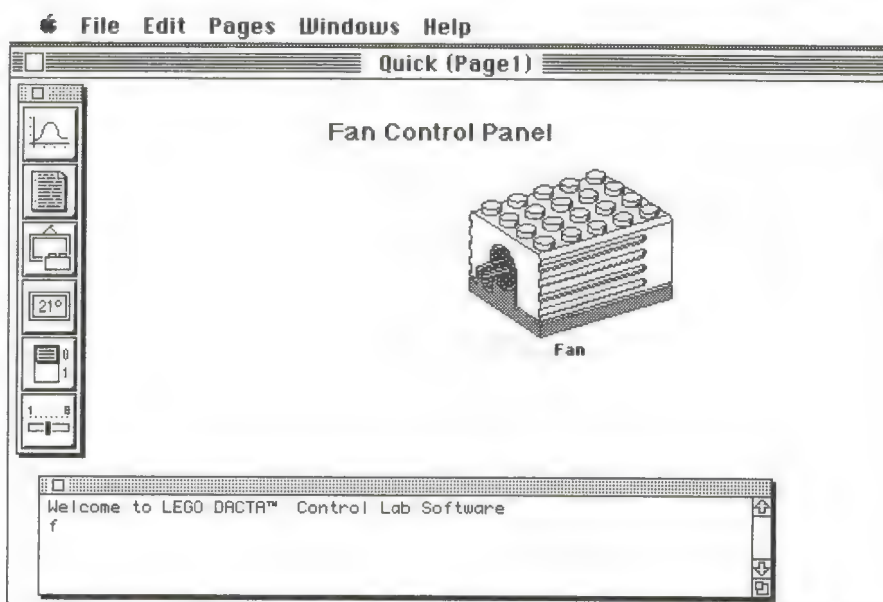 File Edit Pages Windows Help
Quick (Page1)
Fan Control Panel
21°
0
1
1 8
Fan
Welcome to LEGO DACTA™ Control Lab Software
f